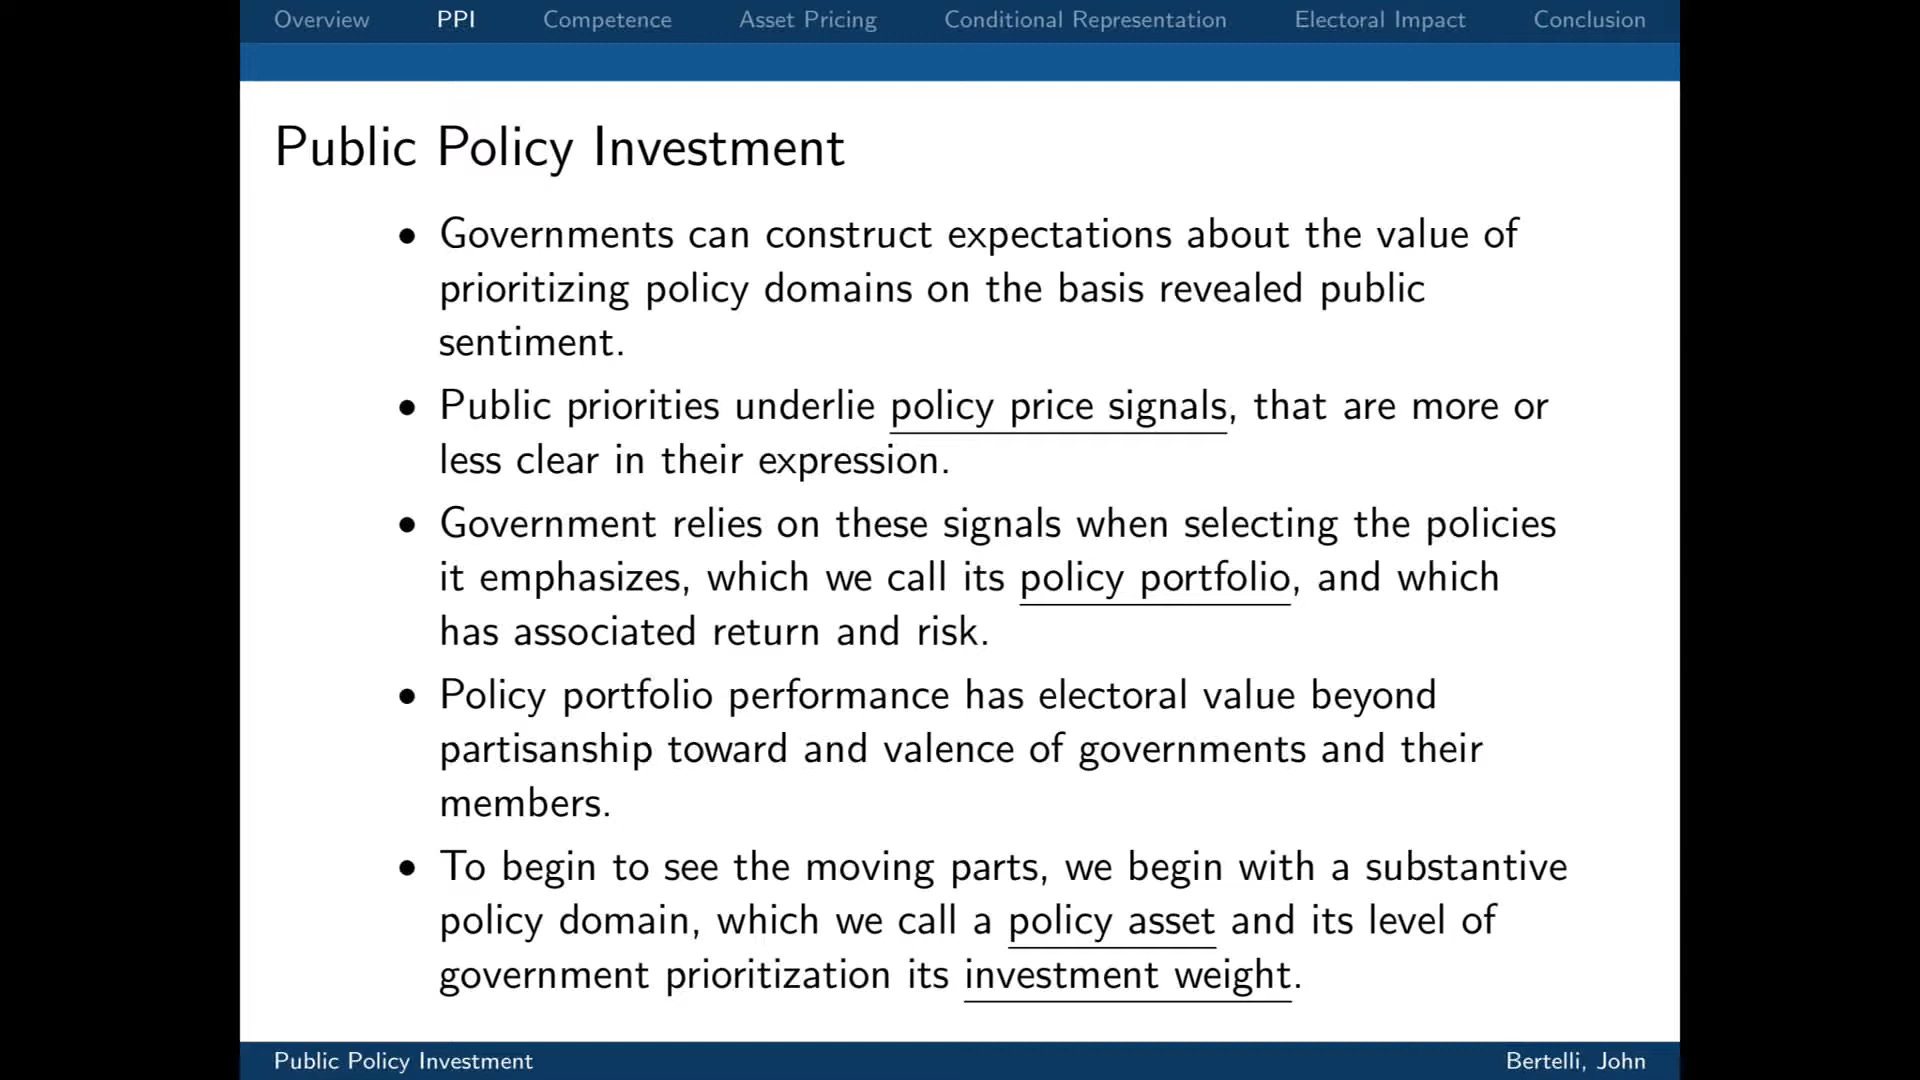 Overview PPI Competence Asset Pricing Conditional Representation Electoral Impact Conclusion
Public Policy Investment
• Governments can construct expectations about the value of
prioritizing policy domains on the basis revealed public
sentiment.
• Public priorities underlie policy price signals, that are more or
less clear in their expression.
• Government relies on these signals when selecting the policies
it emphasizes, which we call its policy portfolio, and which
has associated return and risk.
• Policy portfolio performance has electoral value beyond
partisanship toward and valence of governments and their
members.
• To begin to see the moving parts, we begin with a substantive
policy domain, which we call a policy asset and its level of
government prioritization its investment weight.
Public Policy Investment Bertelli, John